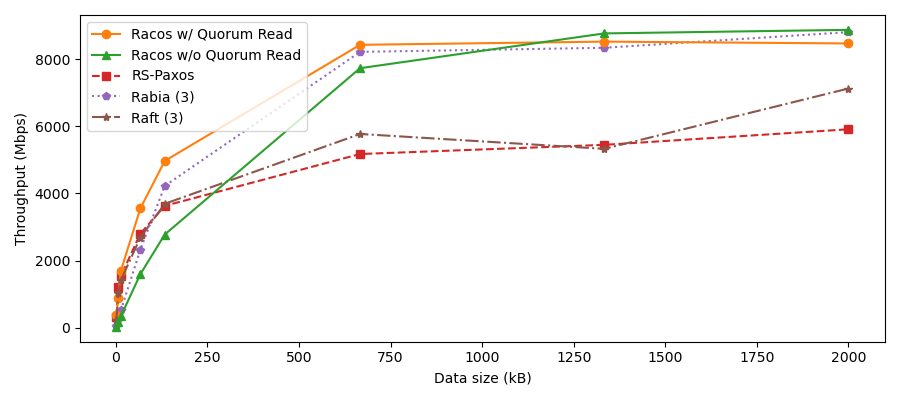 Racos w/ Quorum Read
Racos w/o Quorum Read
RS-Paxos
Rabia (3)
Raft (3)
Throughput (Mbps)
8000
6000
4000
2000
0
0 250 500 750 1000 1250 1500 1750 2000
Data size (kB)